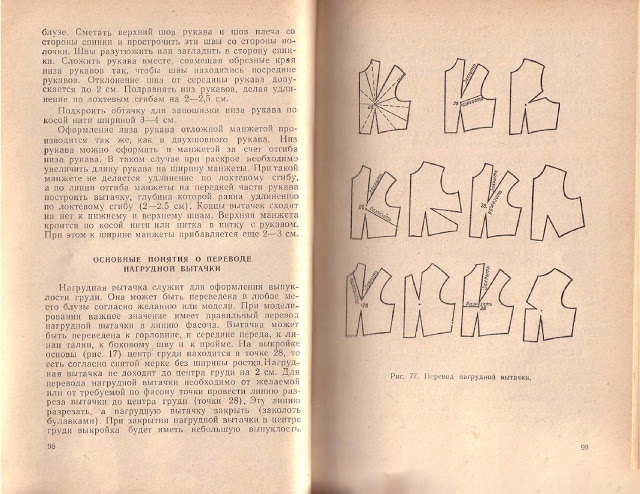 блузе. Сметать верхний шов рукава и шов плеча со
стороны спинки и прострочить эти швы со стороны по-
лочки. Швы разутюжить или загладить в сторону спин-
ки. Сложить рукава вместе, совмещая обрезные края
низа рукавов так, чтобы швы находились посредине
рукавов. Отклонение шва от середины рукава допу-
скается до 2 см. Подравнять низ рукавов, делая удли-
нение по локтевым сгибам на 2—2,5 см.
Подкроить обтачку для запошивки низа рукава по
косой нити шириной 3—4 см.
Оформление низа рукава отложной манжетой про-
изводится так же, как и двухшовного рукава. Низ
рукава можно оформить и манжетой за счет отгиба
низа рукава. В таком случае при раскрое необходимо
увеличить длину рукава на ширину манжеты. При такой
манжете не делается удлинение по локтевому сгибу,
а по линии отгиба манжеты на передней части рукава
построить вытачку, глубина которой равна удлинению
по локтевому сгибу (2—2,5 см). Концы вытачек сходят
на нет к нижнему и верхнему швам. Верхняя манжета
кроится по косой нити или нитка в нитку с рукавом.
При этом к ширине манжеты прибавляется еще 2—3 см.
ОСНОВНЫЕ ПОНЯТИЯ О ПЕРЕВОДЕ
НАГРУДНОЙ ВЫТАЧКИ
Нагрудная вытачка служит для оформления выпук-
лости груди. Она может быть переведена в любое ме-
сто блузы согласно желанию или модели. При модели-
ровании важное значение имеет правильный перевод
нагрудной вытачки в линию фасона. Вытачка может
быть переведена к горловине, к середине переда, к ли-
нии талии, к боковому шву и к пройме. На выкройке
основы (рис. 17) центр груди находится в точке 28, то
есть согласно снятой мерке без ширины ростка. Нагруд-
ная вытачка не доходит до центра груди на 2 см. Для
перевода нагрудной вытачки необходимо от желаемой
или от требуемой по фасону точки провести линию раз-
реза вытачки до центра груди (точки 28). Эту линию
разрезать, а нагрудную вытачку закрыть (заколоть
булавками). При закрытии нагрудной вытачки в центре
груди выкройка будет иметь небольшую выпуклость.
98
28
28
Разрезать
28
Разрезать
28
28
Разрезать
28
Рис. 77. Перевод нагрудной вытачки.
99